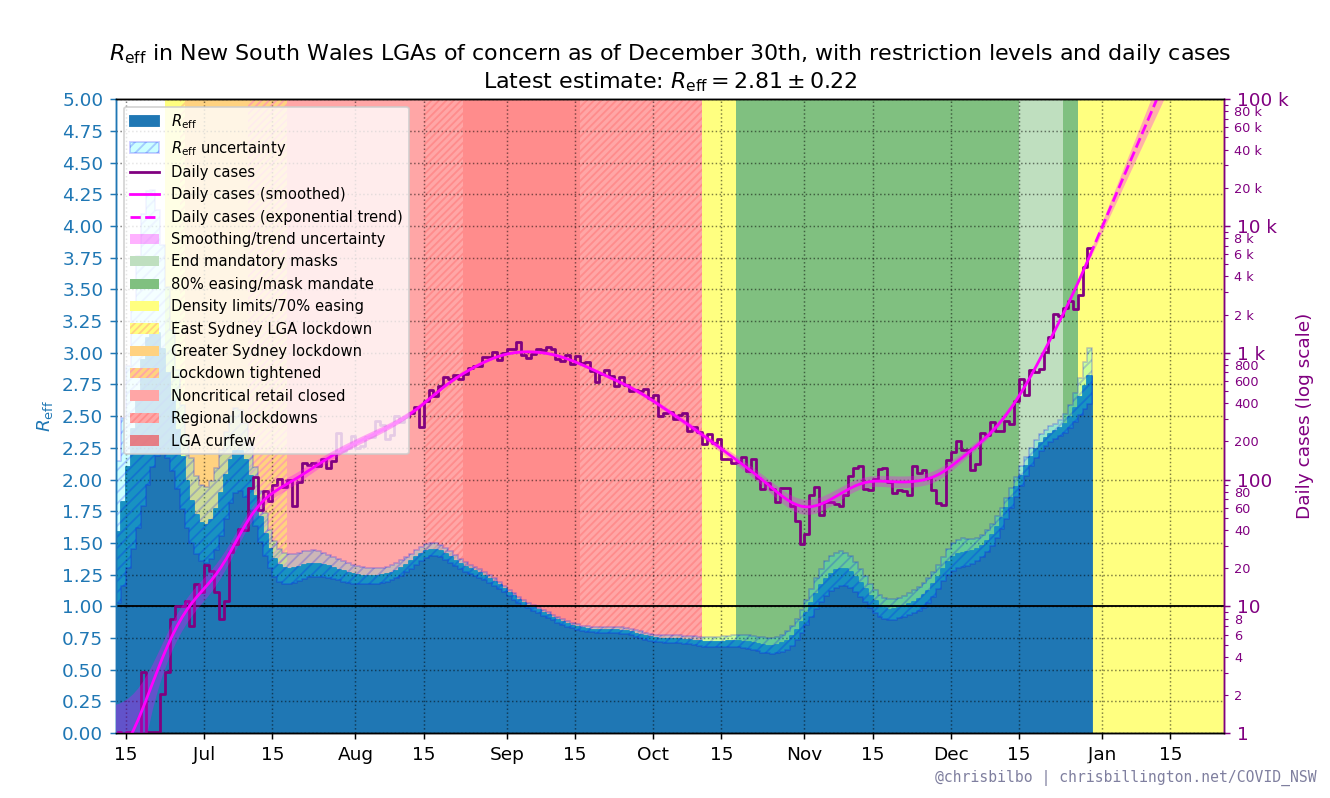 Reff in New South Wales LGAs of concern as of December 30th, with restriction levels and daily cases
Latest estimate: Reff = 2.81 ± 0.22
Reff
5.00
4.75
4.50
4.25
4.00
3.75
3.50
3.25
3.00
2.75
2.50
2.25
2.00
1.75
1.50
1.25
1.00
0.75
0.50
0.25
0.00
Reff
Reff uncertainty
Daily cases
Daily cases (smoothed)
Daily cases (exponential trend)
Smoothing/trend uncertainty
End mandatory masks
80% easing/mask mandate
Density limits/70% easing
East Sydney LGA lockdown
Greater Sydney lockdown
Lockdown tightened
Noncritical retail closed
Regional lockdowns
LGA curfew
100 k
80 k
60 k
40 k
20 k
10 k
8 k
6 k
4 k
2 k
1 k
800
600
400
200
100
80
60
40
20
10
8
6
4
2
1
Daily cases (log scale)
15 Jul 15 Aug 15 Sep 15 Oct 15 Nov 15 Dec 15 Jan 15
@chrisbilbo | chrisbillington.net/COVID_NSW